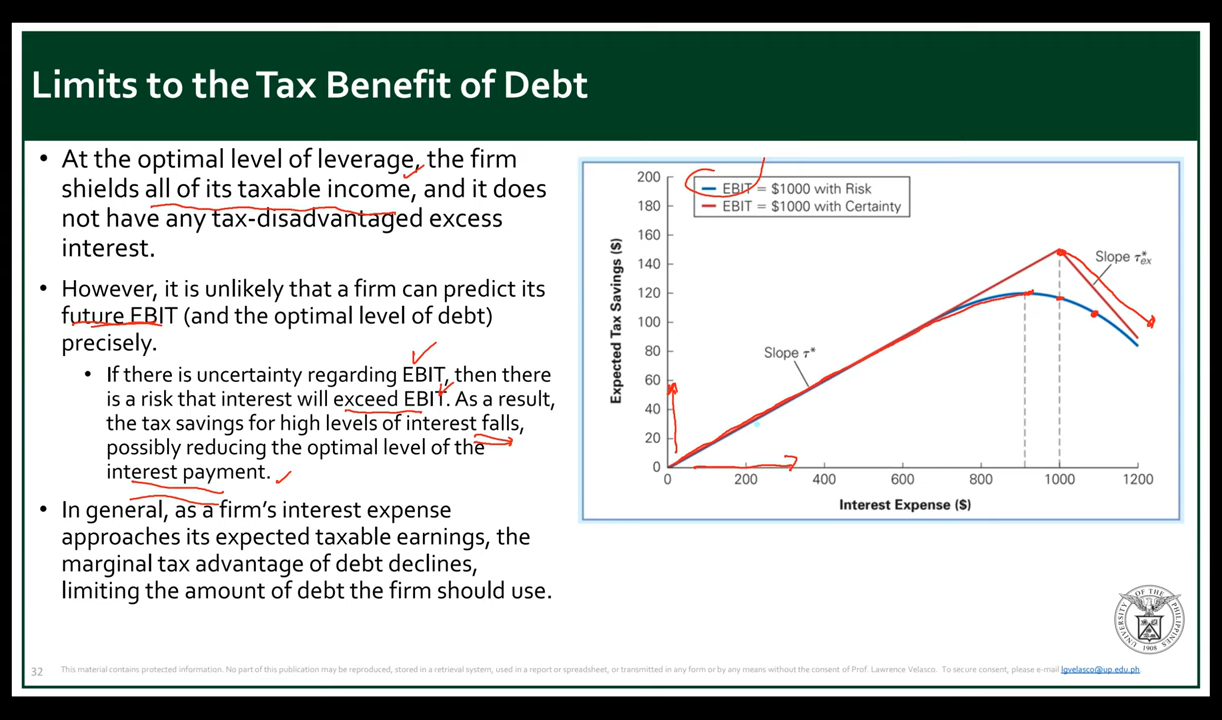 Limits to the Tax Benefit of Debt
• At the optimal level of leverage, the firm
shields all of its taxable income, and it does
not have any tax-disadvantaged excess
interest.
• However, it is unlikely that a firm can predict its
future EBIT (and the optimal level of debt)
precisely.
• If there is uncertainty regarding EBIT, then there
is a risk that interest will exceed EBIT. As a result,
the tax savings for high levels of interest falls,
possibly reducing the optimal level of the
interest payment.
• In general, as a firm's interest expense
approaches its expected taxable earnings, the
marginal tax advantage of debt declines,
limiting the amount of debt the firm should use.
EBIT = $1000 with Risk
EBIT = $1000 with Certainty
Expected Tax Savings ($)
200
180
160
140
120
100
80
60
40
20
0
Slope τ*
Slope τ*ex
0 200 400 600 800 1000 1200
Interest Expense ($)
UNIVERSITY OF THE PHILIPPINES
1908
32
This material contains protected information. No part of this publication may be reproduced, stored in a retrieval system, used in a report or spreadsheet, or transmitted in any form or by any means without the consent of Prof. Lawrence Velasco. To secure consent, please e-mail lgvelasco@up.edu.ph